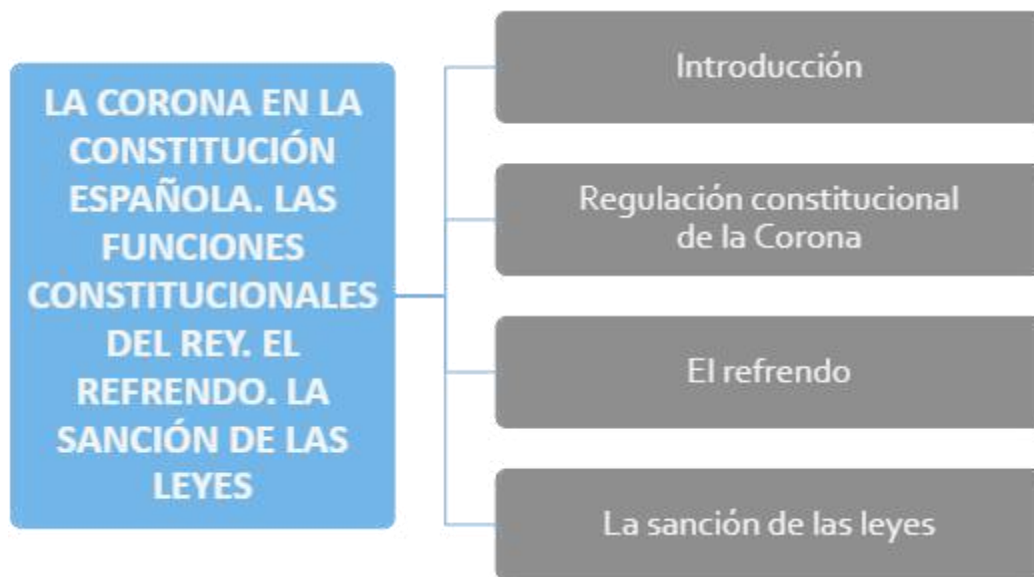 LA CORONA EN LA
CONSTITUCIÓN
ESPAÑOLA. LAS
FUNCIONES
CONSTITUCIONALES
DEL REY. EL
REFRENDO. LA
SANCIÓN DE LAS
LEYES
Introducción
Regulación constitucional
de la Corona
El refrendo
La sanción de las leyes